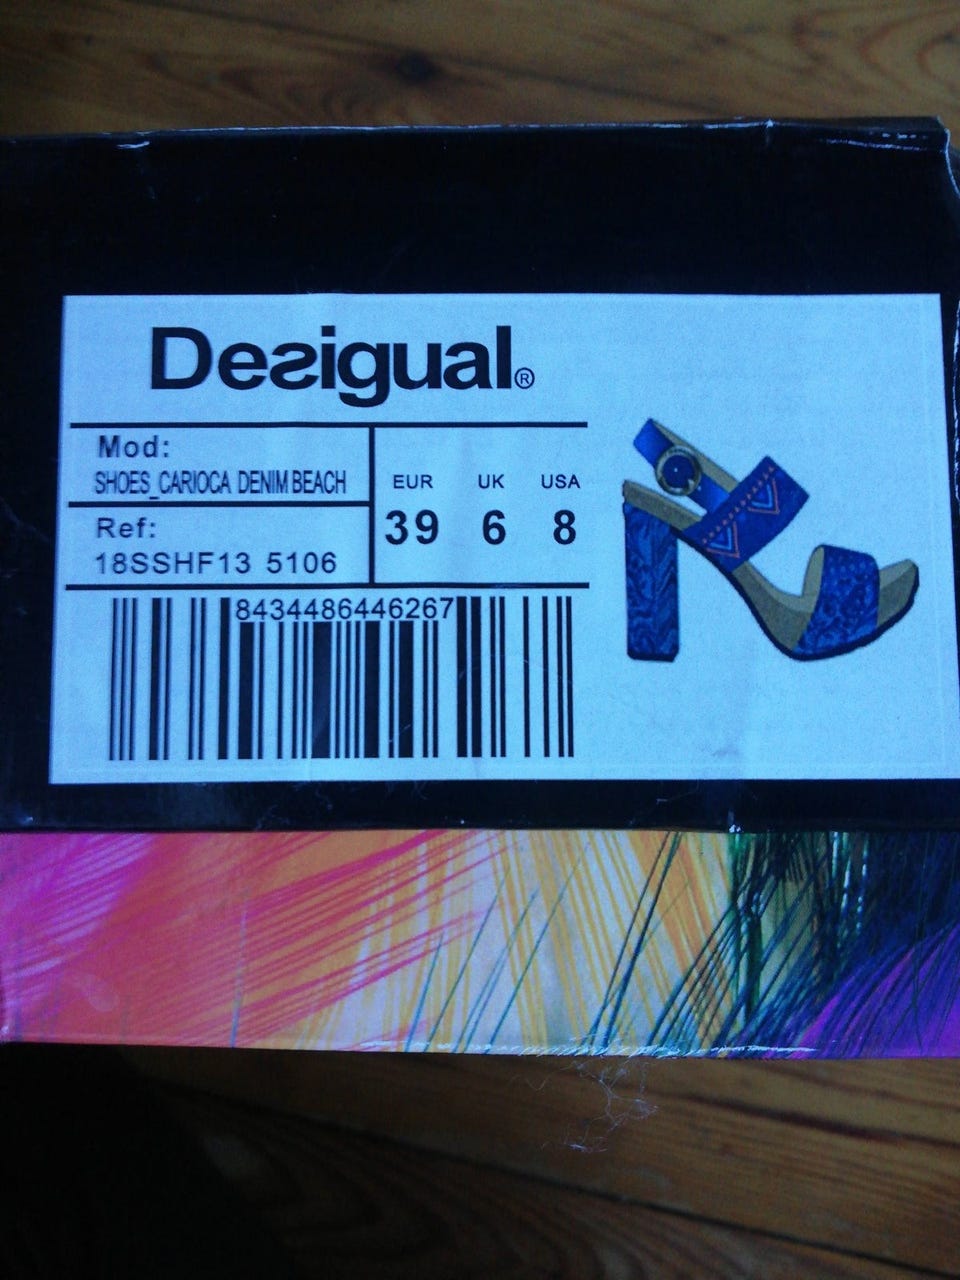 Desigual®
Mod:
SHOES_CARIOCA DENIM BEACH
Ref:
18SSHF13 5106
EUR UK USA
39 6 8
8434486446267